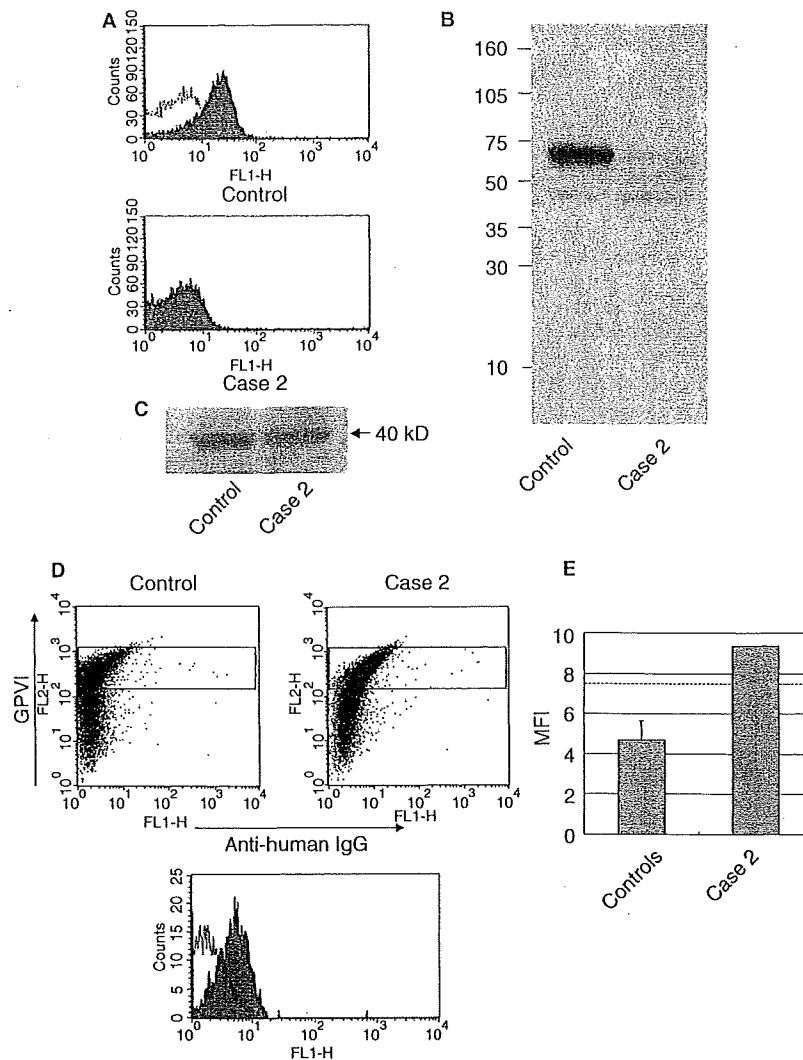 A
Counts
0 30 60 90 120 150
10^0 10^1 10^2 10^3 10^4
FL1-H
Control
Counts
0 30 60 90 120 150
10^0 10^1 10^2 10^3 10^4
FL1-H
Case 2
B
160
105
75
50
35
30
10
Control
Case 2
C
40 kD
Control
Case 2
D
Control
GPVI
FL2-H
10^0 10^1 10^2 10^3 10^4
10^0 10^1 10^2 10^3 10^4
FL1-H
Case 2
FL2-H
10^0 10^1 10^2 10^3 10^4
10^0 10^1 10^2 10^3 10^4
FL1-H
Anti-human IgG
Counts
0 5 10 15 20 25
10^0 10^1 10^2 10^3 10^4
FL1-H
E
MFI
10
8
6
4
2
0
Controls
Case 2